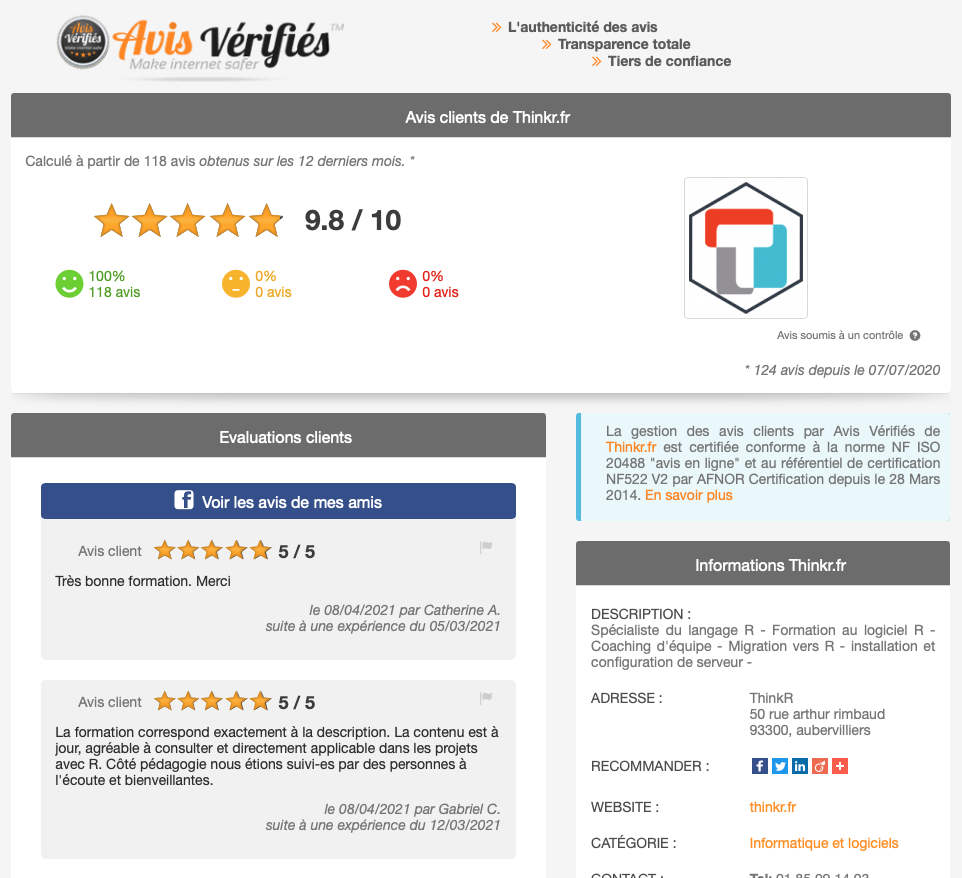 Avis Vérifiés
Avis Vérifiés™
Make internet safer
L'authenticité des avis
Transparence totale
Tiers de confiance
Avis clients de Thinkr.fr
Calculé à partir de 118 avis obtenus sur les 12 derniers mois. *
9.8 / 10
100%
118 avis
0%
0 avis
0%
0 avis
Avis soumis à un contrôle ?
* 124 avis depuis le 07/07/2020
Evaluations clients
Voir les avis de mes amis
Avis client 5 / 5
Très bonne formation. Merci
le 08/04/2021 par Catherine A.
suite à une expérience du 05/03/2021
Avis client 5 / 5
La formation correspond exactement à la description. La contenu est à
jour, agréable à consulter et directement applicable dans les projets
avec R. Côté pédagogie nous étions suivi-es par des personnes à
l'écoute et bienveillantes.
le 08/04/2021 par Gabriel C.
suite à une expérience du 12/03/2021
La gestion des avis clients par Avis Vérifiés de
Thinkr.fr est certifiée conforme à la norme NF ISO
20488 "avis en ligne" et au référentiel de certification
NF522 V2 par AFNOR Certification depuis le 28 Mars
2014. En savoir plus
Informations Thinkr.fr
DESCRIPTION :
Spécialiste du langage R - Formation au logiciel R -
Coaching d'équipe - Migration vers R - installation et
configuration de serveur -
ADRESSE : ThinkR
50 rue arthur rimbaud
93300, aubervilliers
RECOMMANDER :
WEBSITE : thinkr.fr
CATÉGORIE : Informatique et logiciels
CONTACT : Tel: 01 85 09 14 03